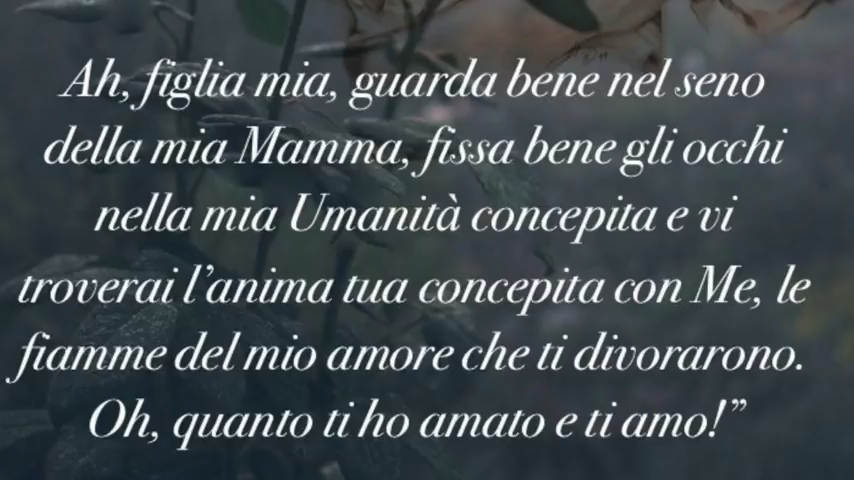 Ah, figlia mia, guarda bene nel seno
della mia Mamma, fissa bene gli occhi
nella mia Umanità concepita e vi
troverai l’anima tua concepita con Me, le
fiamme del mio amore che ti divorarono.
Oh, quanto ti ho amato e ti amo!”